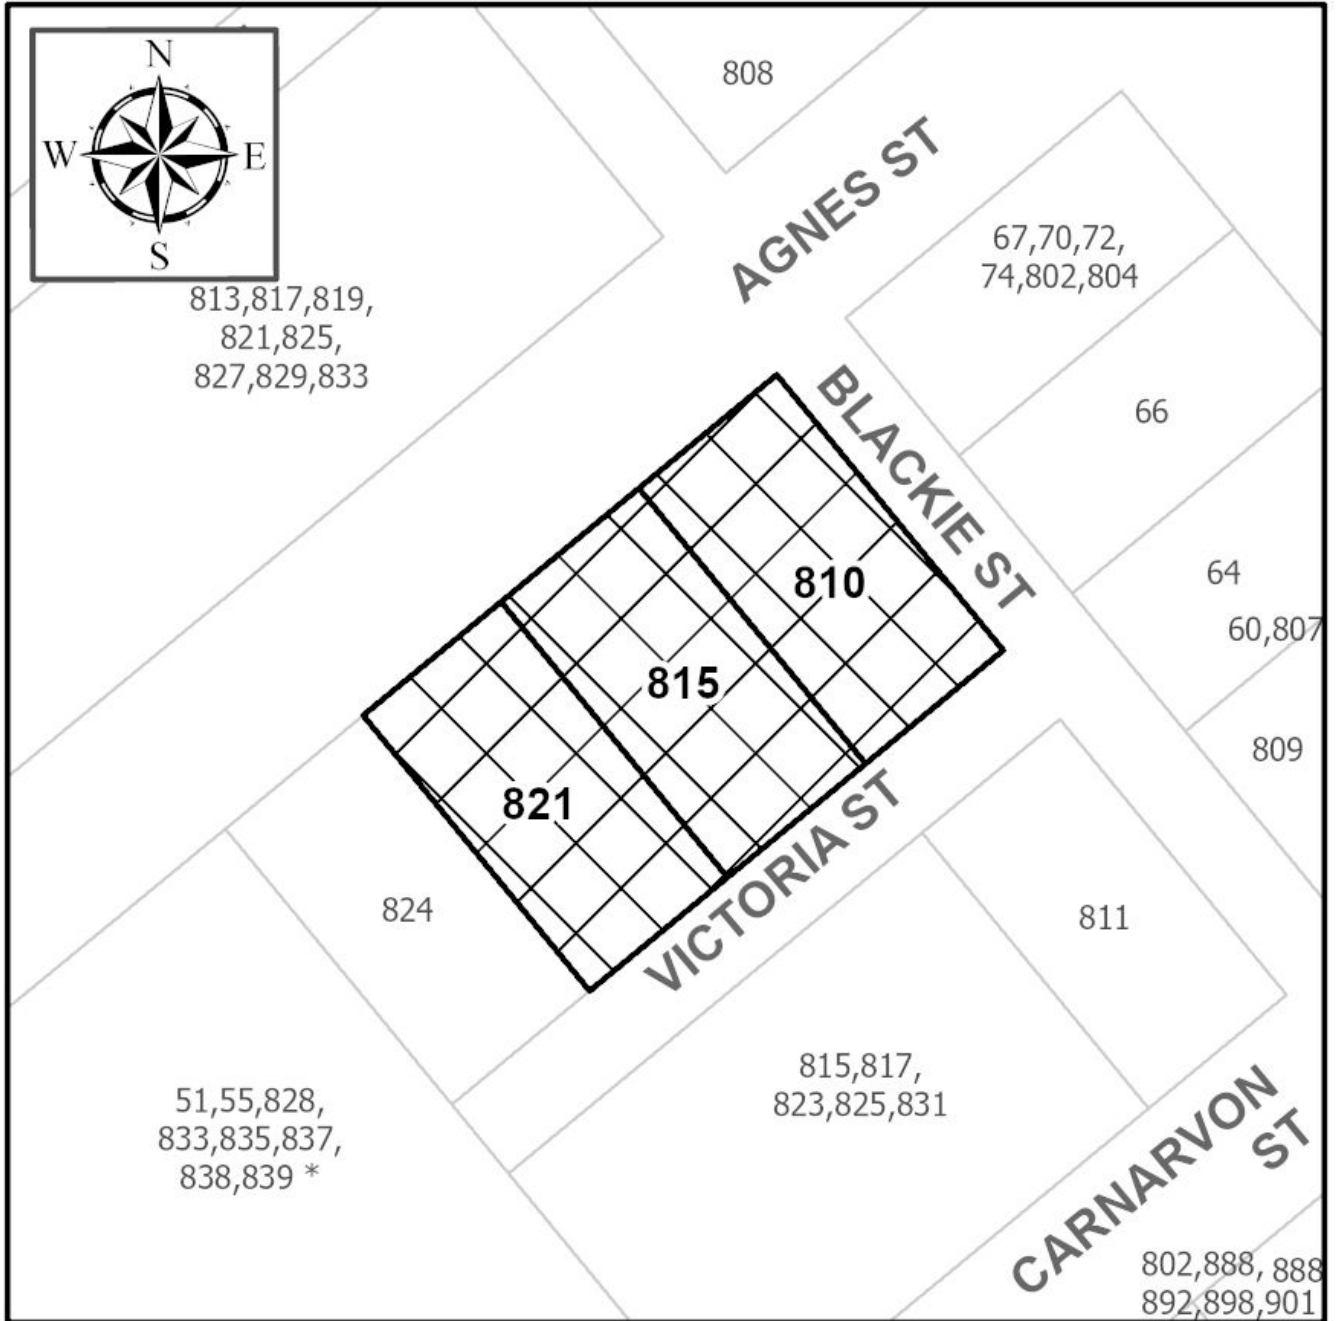 N
W
E
S
808
AGNES ST
67,70,72,
74,802,804
813,817,819,
821,825,
827,829,833
BLACKIE ST
66
64
60,807
810
815
821
809
VICTORIA ST
824
811
815,817,
823,825,831
51,55,828,
833,835,837,
838,839 *
CARNARVON
ST
802,888,
892,898,901
888